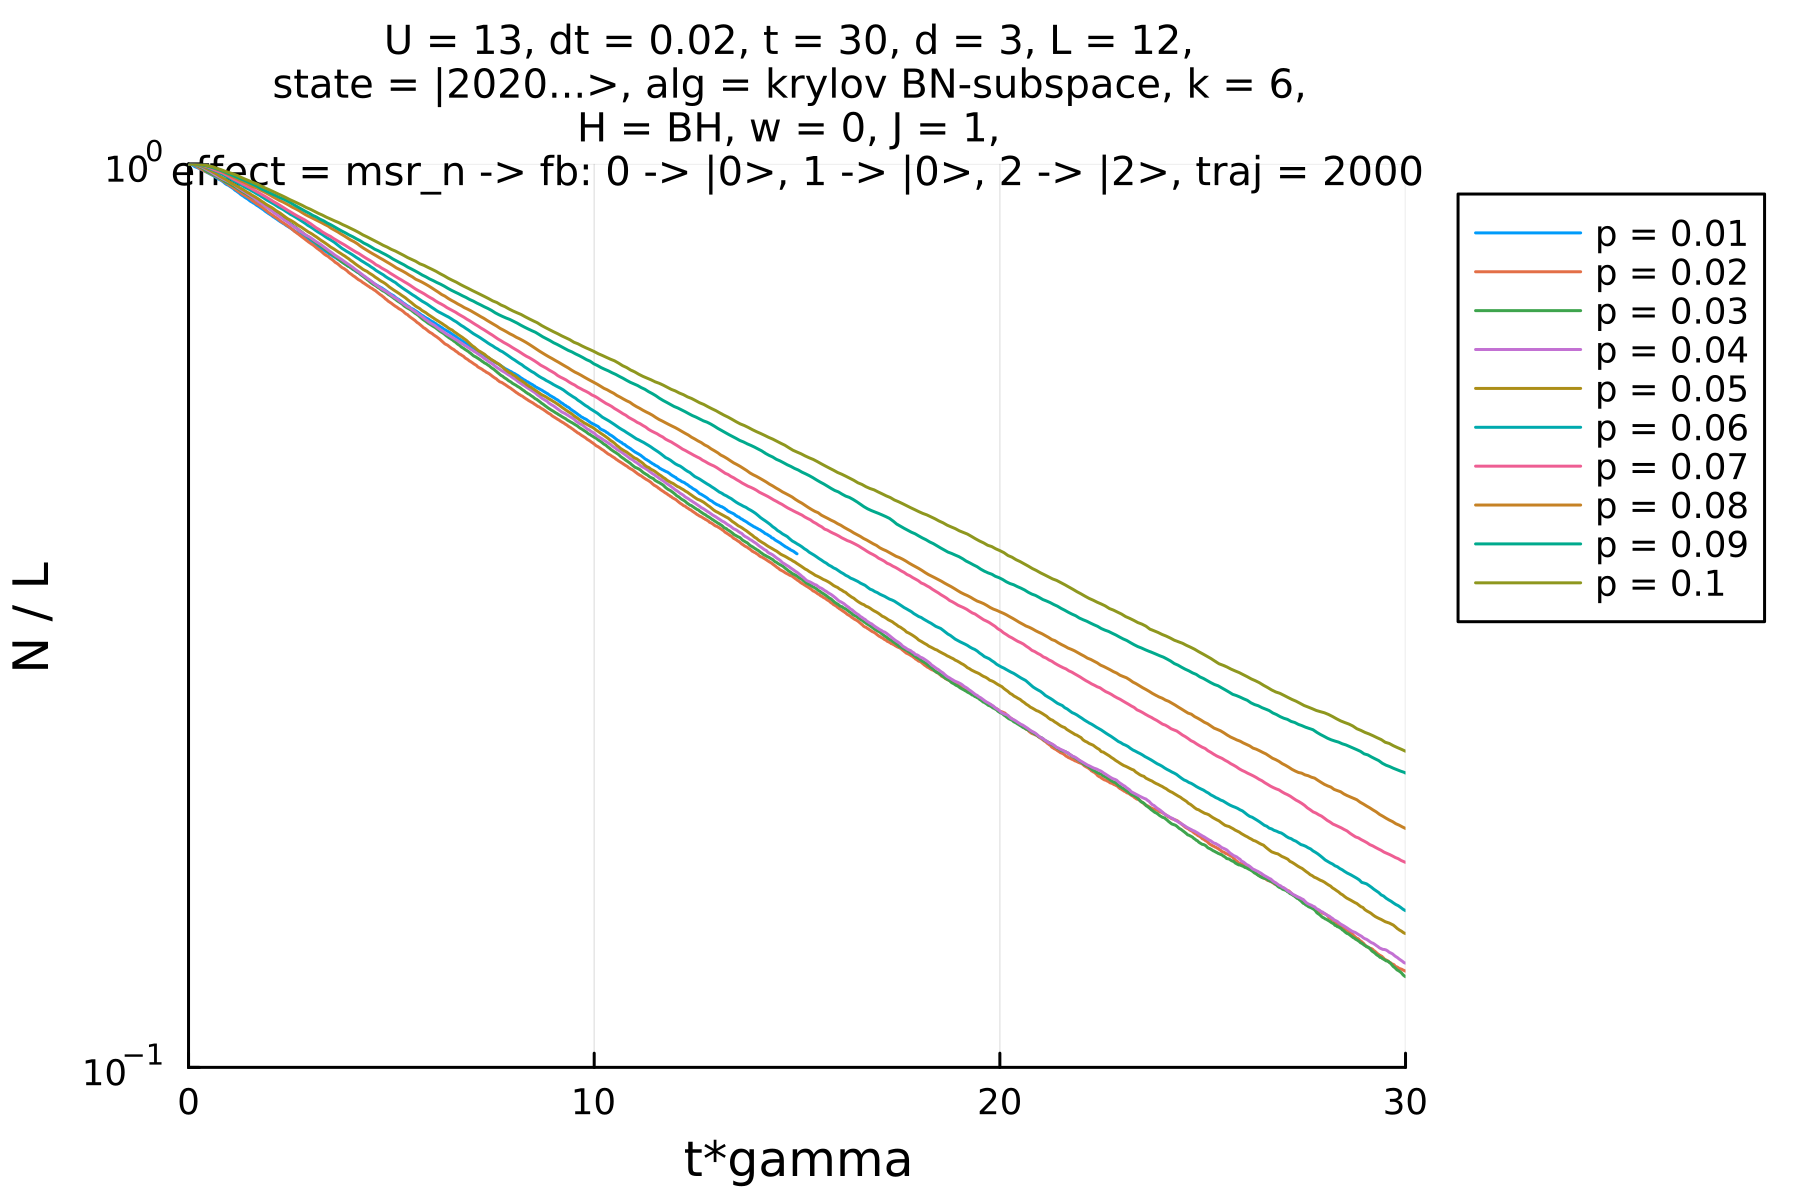 U = 13, dt = 0.02, t = 30, d = 3, L = 12,
state = |2020...>, alg = krylov BN-subspace, k = 6,
H = BH, w = 0, J = 1,
effect = msr_n -> fb: 0 -> |0>, 1 -> |0>, 2 -> |2>, traj = 2000
10⁰
10⁻¹
N / L
0 10 20 30
t*gamma
p = 0.01
p = 0.02
p = 0.03
p = 0.04
p = 0.05
p = 0.06
p = 0.07
p = 0.08
p = 0.09
p = 0.1